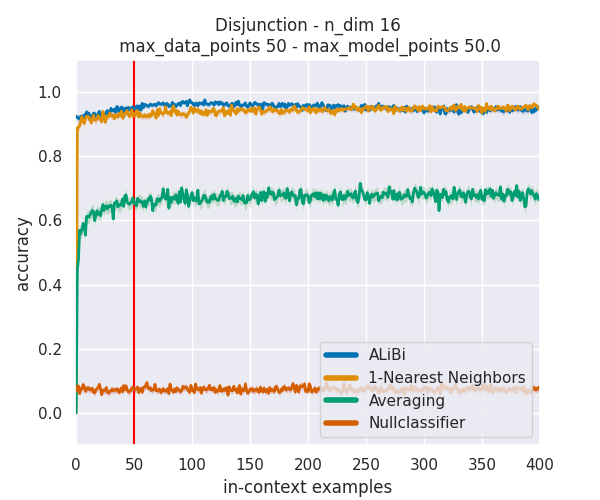 Disjunction - n_dim 16
max_data_points 50 - max_model_points 50.0
accuracy
1.0
0.8
0.6
0.4
0.2
0.0
ALiBi
1-Nearest Neighbors
Averaging
Nullclassifier
0 50 100 150 200 250 300 350 400
in-context examples